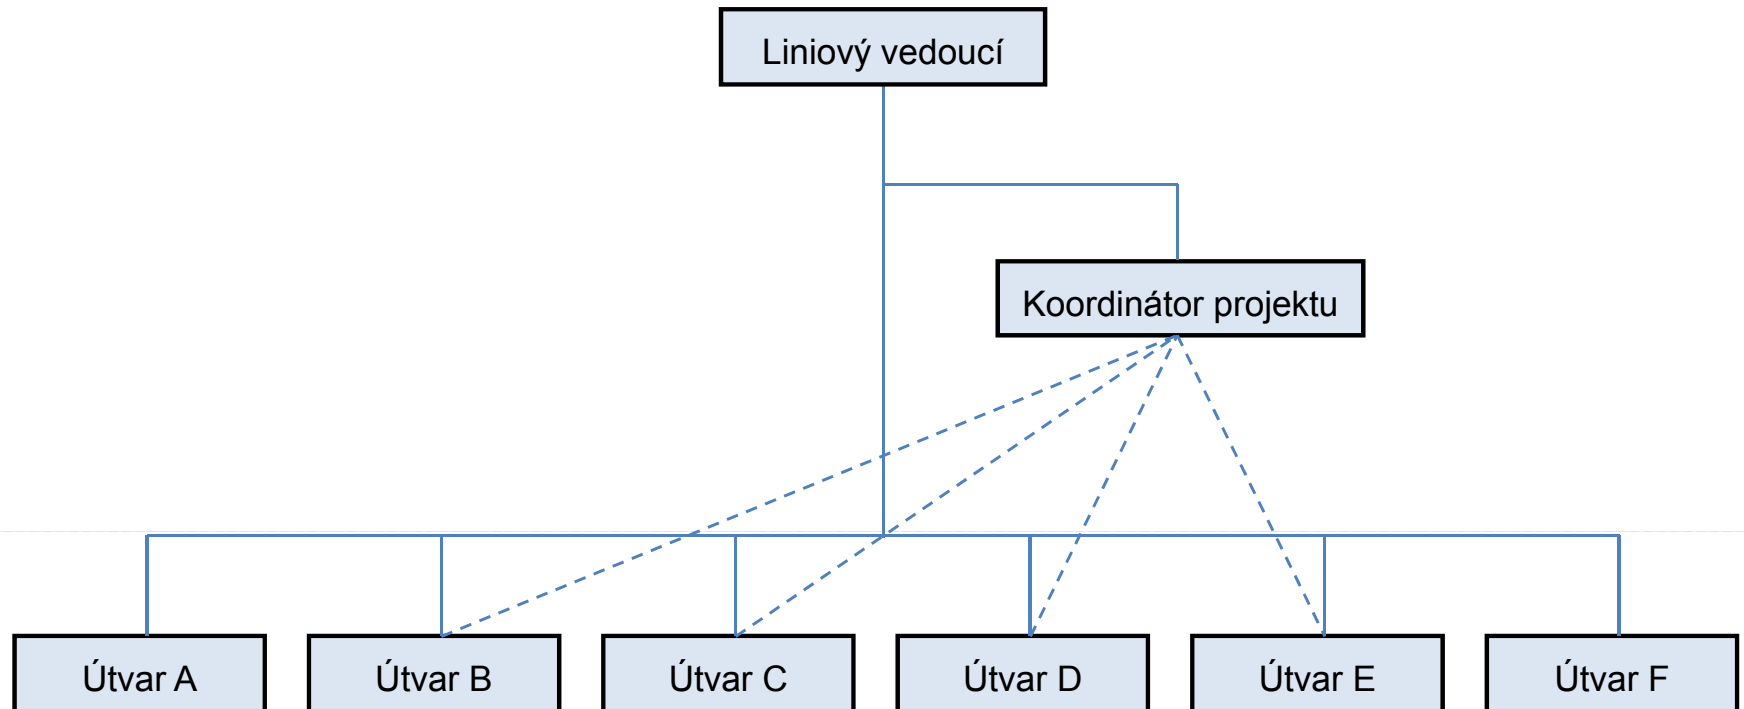 Liniový vedoucí
Koordinátor projektu
Útvar A
Útvar B
Útvar C
Útvar D
Útvar E
Útvar F